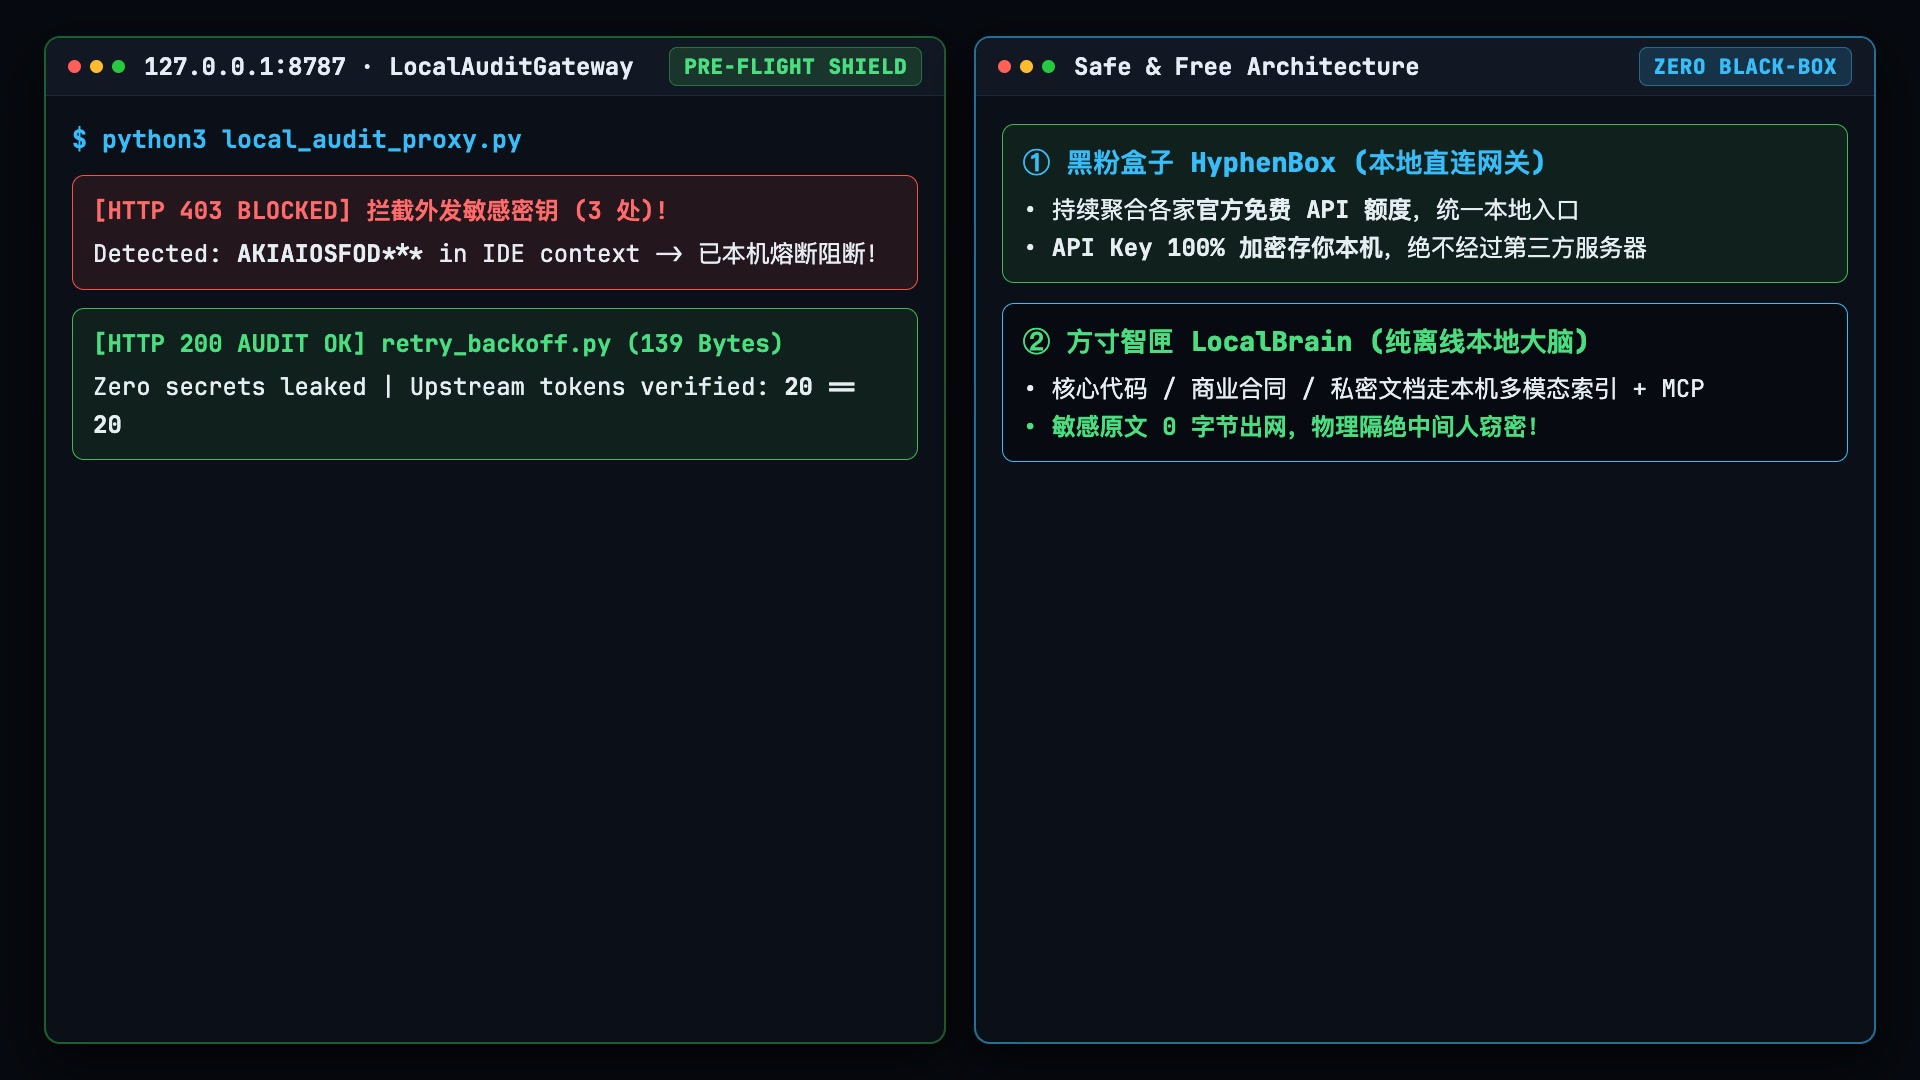 127.0.0.1:8787 · LocalAuditGateway
PRE-FLIGHT SHIELD
$ python3 local_audit_proxy.py
[HTTP 403 BLOCKED] 拦截外发敏感密钥 (3 处)!
Detected: AKIAIOSFOD*** in IDE context -> 已本机熔断阻断!
[HTTP 200 AUDIT OK] retry_backoff.py (139 Bytes)
Zero secrets leaked | Upstream tokens verified: 20 ==
20
Safe & Free Architecture
ZERO BLACK-BOX
① 黑粉盒子 HyphenBox (本地直连网关)
• 持续聚合各家官方免费 API 额度，统一本地入口
• API Key 100% 加密存你本机，绝不经过第三方服务器
② 方寸智匣 LocalBrain (纯离线本地大脑)
• 核心代码 / 商业合同 / 私密文档走本机多模态索引 + MCP
• 敏感原文 0 字节出网，物理隔绝中间人窃密!